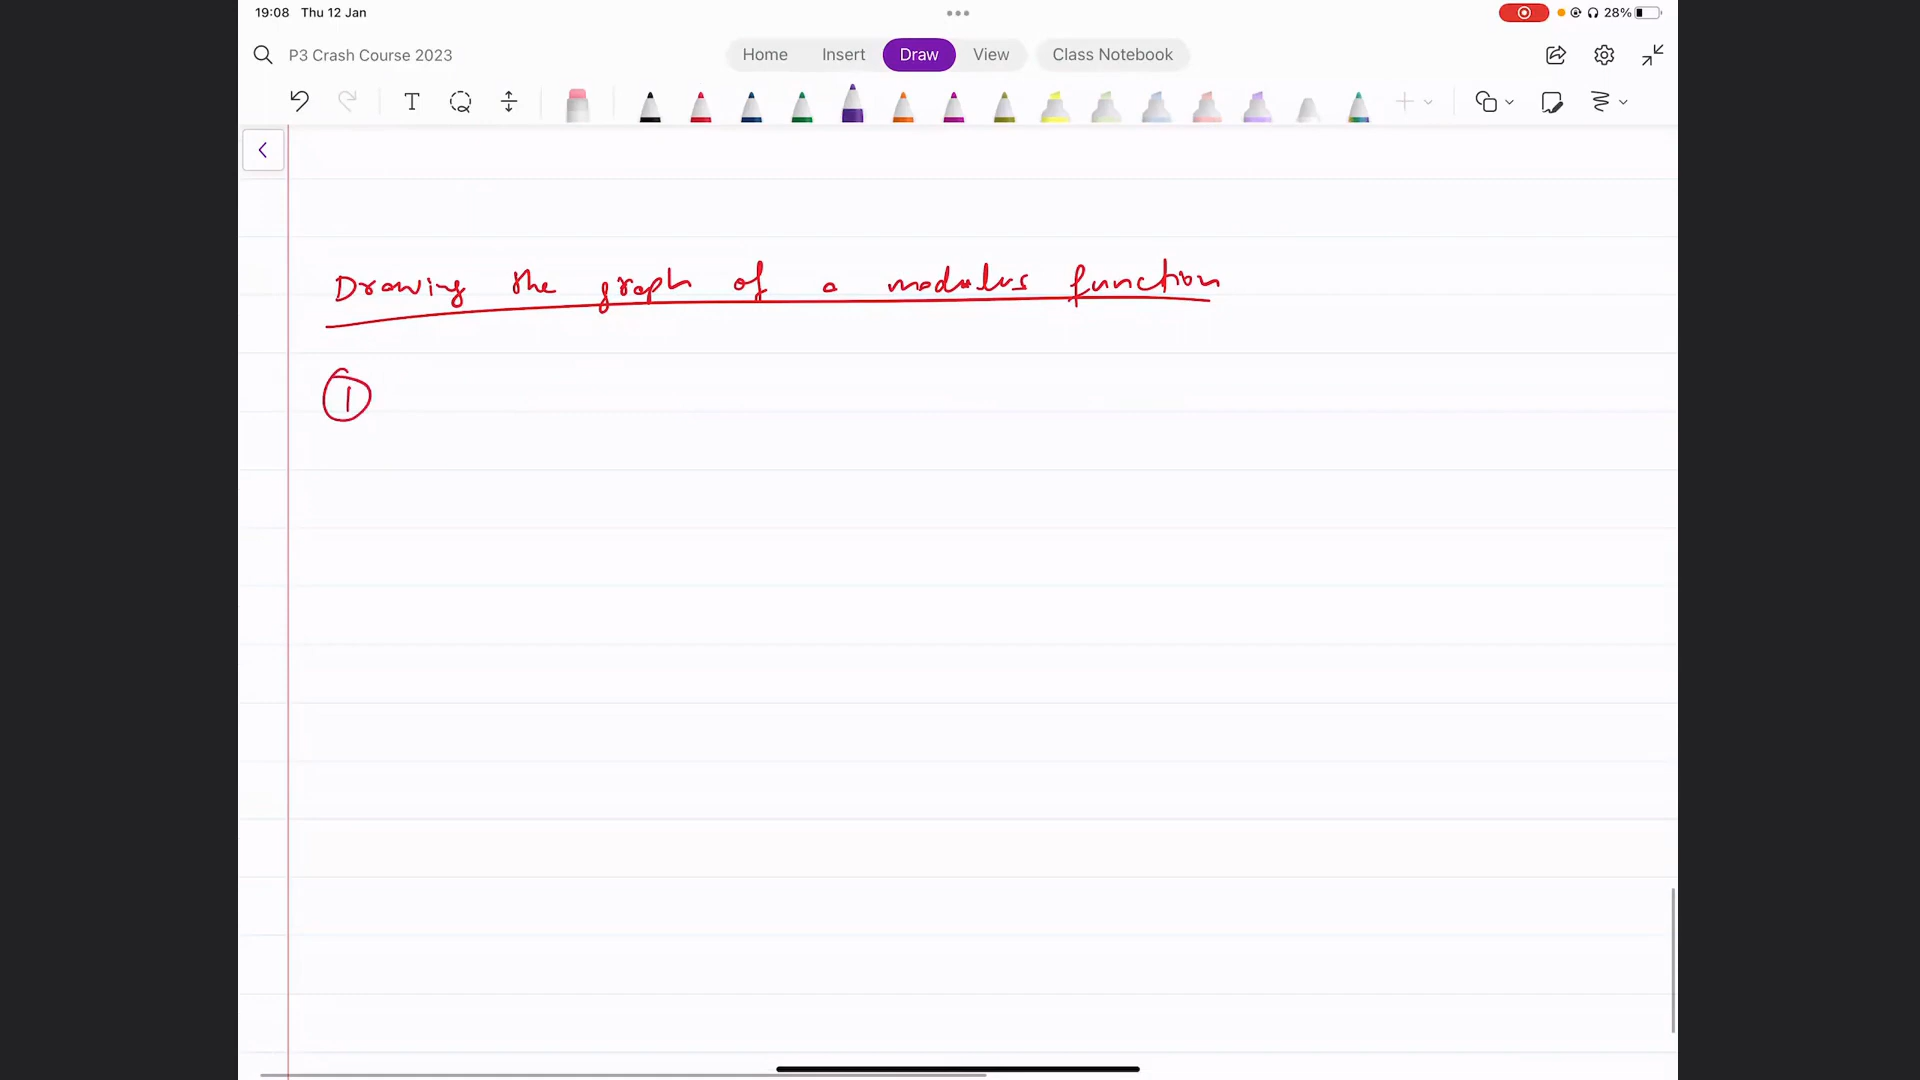 19:08 Thu 12 Jan 28%
P3 Crash Course 2023 Home Insert Draw View Class Notebook
T
Drawing the graph of a modulus function
1